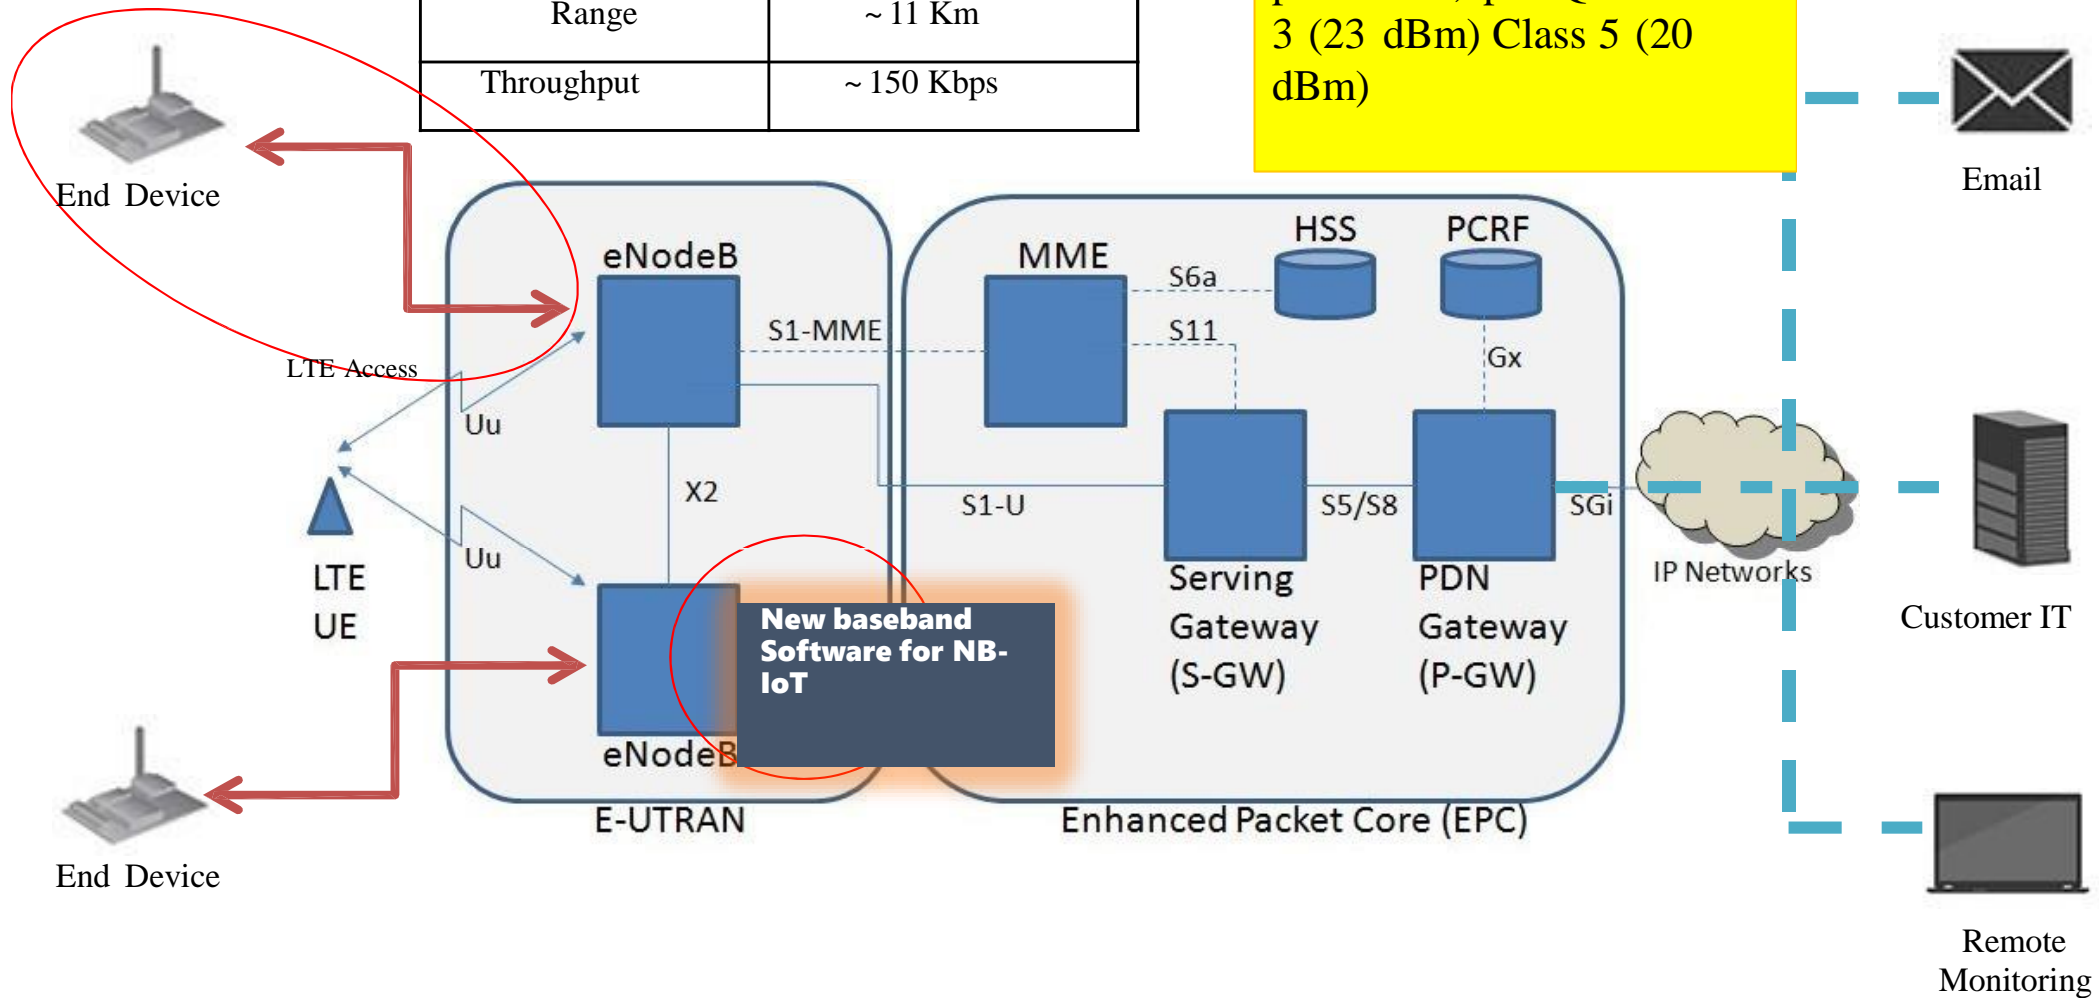 Range
~ 11 Km
Throughput
~ 150 Kbps
3 (23 dBm) Class 5 (20
dBm)
End Device
Email
eNodeB
MME
HSS
PCRF
S6a
S1-MME
S11
Gx
LTE Access
Uu
X2
S1-U
S5/S8
SGi
Uu
LTE
UE
IP Networks
Serving
Gateway
(S-GW)
PDN
Gateway
(P-GW)
Customer IT
New baseband
Software for NB-
IoT
eNodeB
E-UTRAN
Enhanced Packet Core (EPC)
End Device
Remote
Monitoring